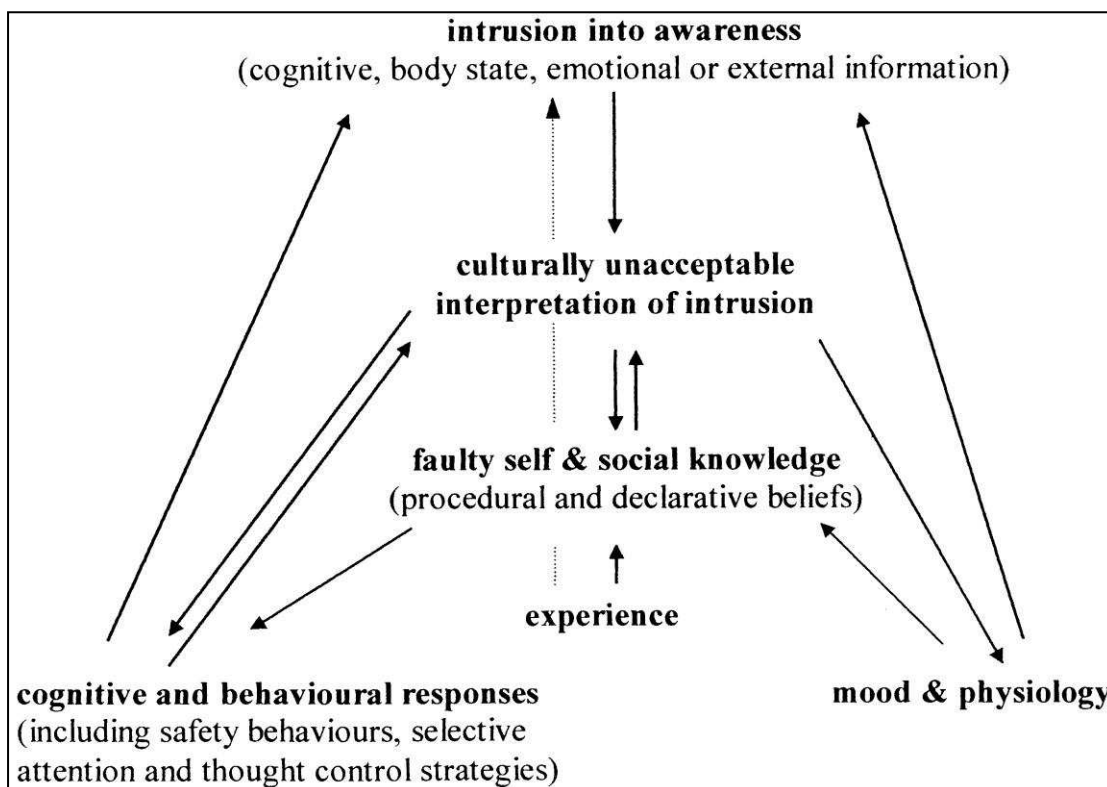 intrusion into awareness
(cognitive, body state, emotional or external information)
culturally unacceptable
interpretation of intrusion
faulty self & social knowledge
(procedural and declarative beliefs)
experience
cognitive and behavioural responses
(including safety behaviours, selective
attention and thought control strategies)
mood & physiology